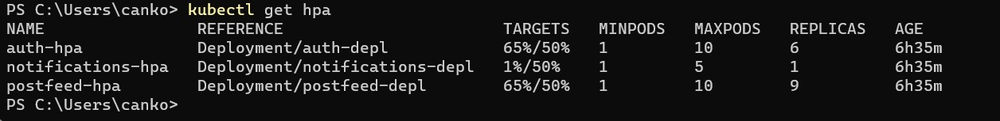 PS C:\Users\canko> kubectl get hpa
NAME                REFERENCE                       TARGETS   MINPODS   MAXPODS   REPLICAS   AGE
auth-hpa            Deployment/auth-depl            65%/50%   1         10        6          6h35m
notifications-hpa   Deployment/notifications-depl   1%/50%    1         5         1          6h35m
postfeed-hpa        Deployment/postfeed-depl        65%/50%   1         10        9          6h35m
PS C:\Users\canko>